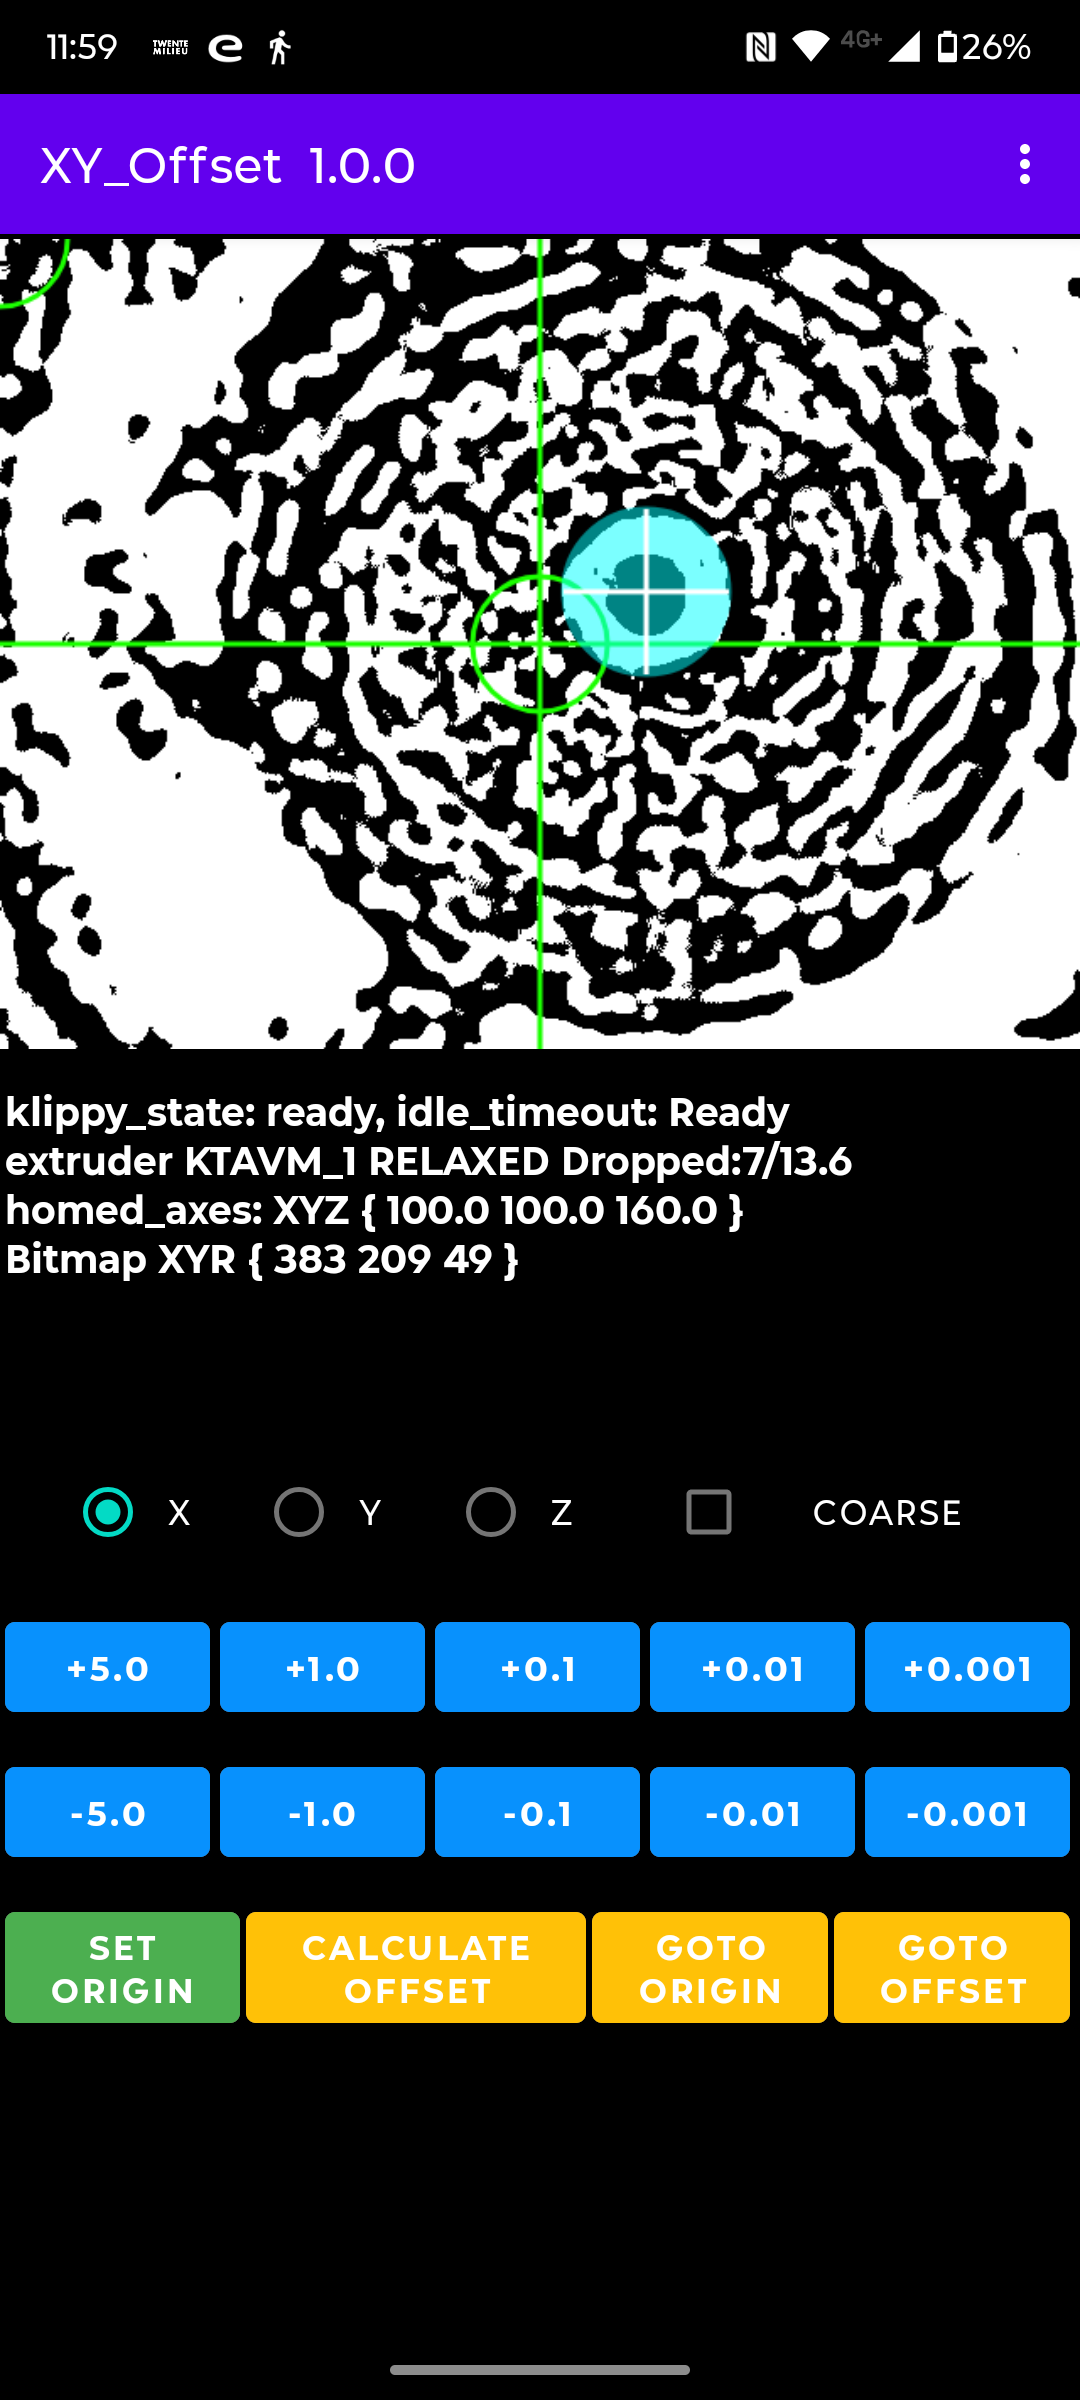 11:59 TWENTE MILIEU 4G+ 26%
XY_Offset 1.0.0
klippy_state: ready, idle_timeout: Ready
extruder KTAVM_1 RELAXED Dropped:7/13.6
homed_axes: XYZ { 100.0 100.0 160.0 }
Bitmap XYR { 383 209 49 }
X Y Z COARSE
+5.0 +1.0 +0.1 +0.01 +0.001
-5.0 -1.0 -0.1 -0.01 -0.001
SET ORIGIN CALCULATE OFFSET GOTO ORIGIN GOTO OFFSET